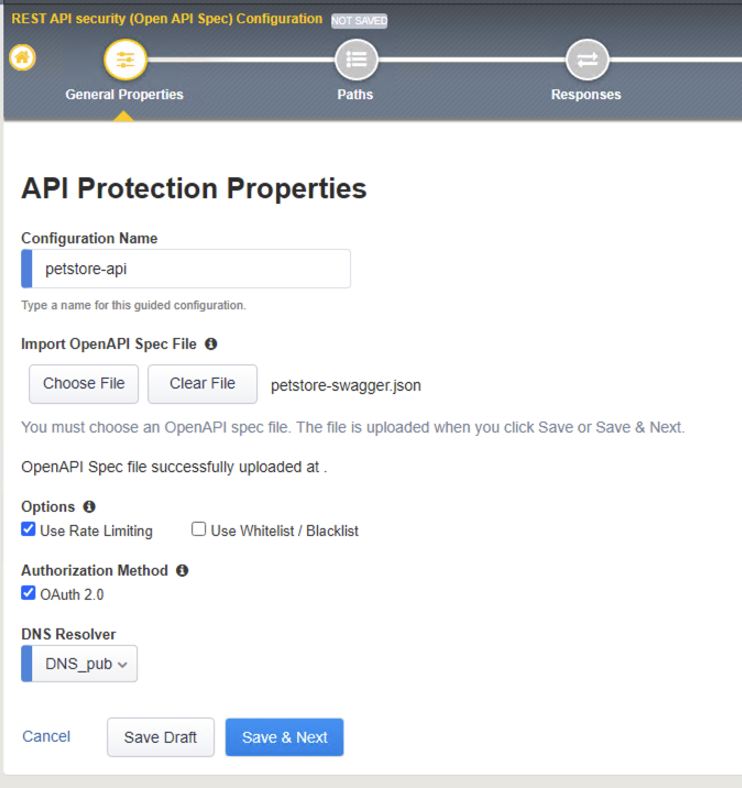 REST API security (Open API Spec) Configuration NOT SAVED
General Properties Paths Responses
API Protection Properties
Configuration Name
petstore-api
Type a name for this guided configuration.
Import OpenAPI Spec File
Choose File Clear File petstore-swagger.json
You must choose an OpenAPI spec file. The file is uploaded when you click Save or Save & Next.
OpenAPI Spec file successfully uploaded at .
Options
Use Rate Limiting Use Whitelist / Blacklist
Authorization Method
OAuth 2.0
DNS Resolver
DNS_pub
Cancel Save Draft Save & Next